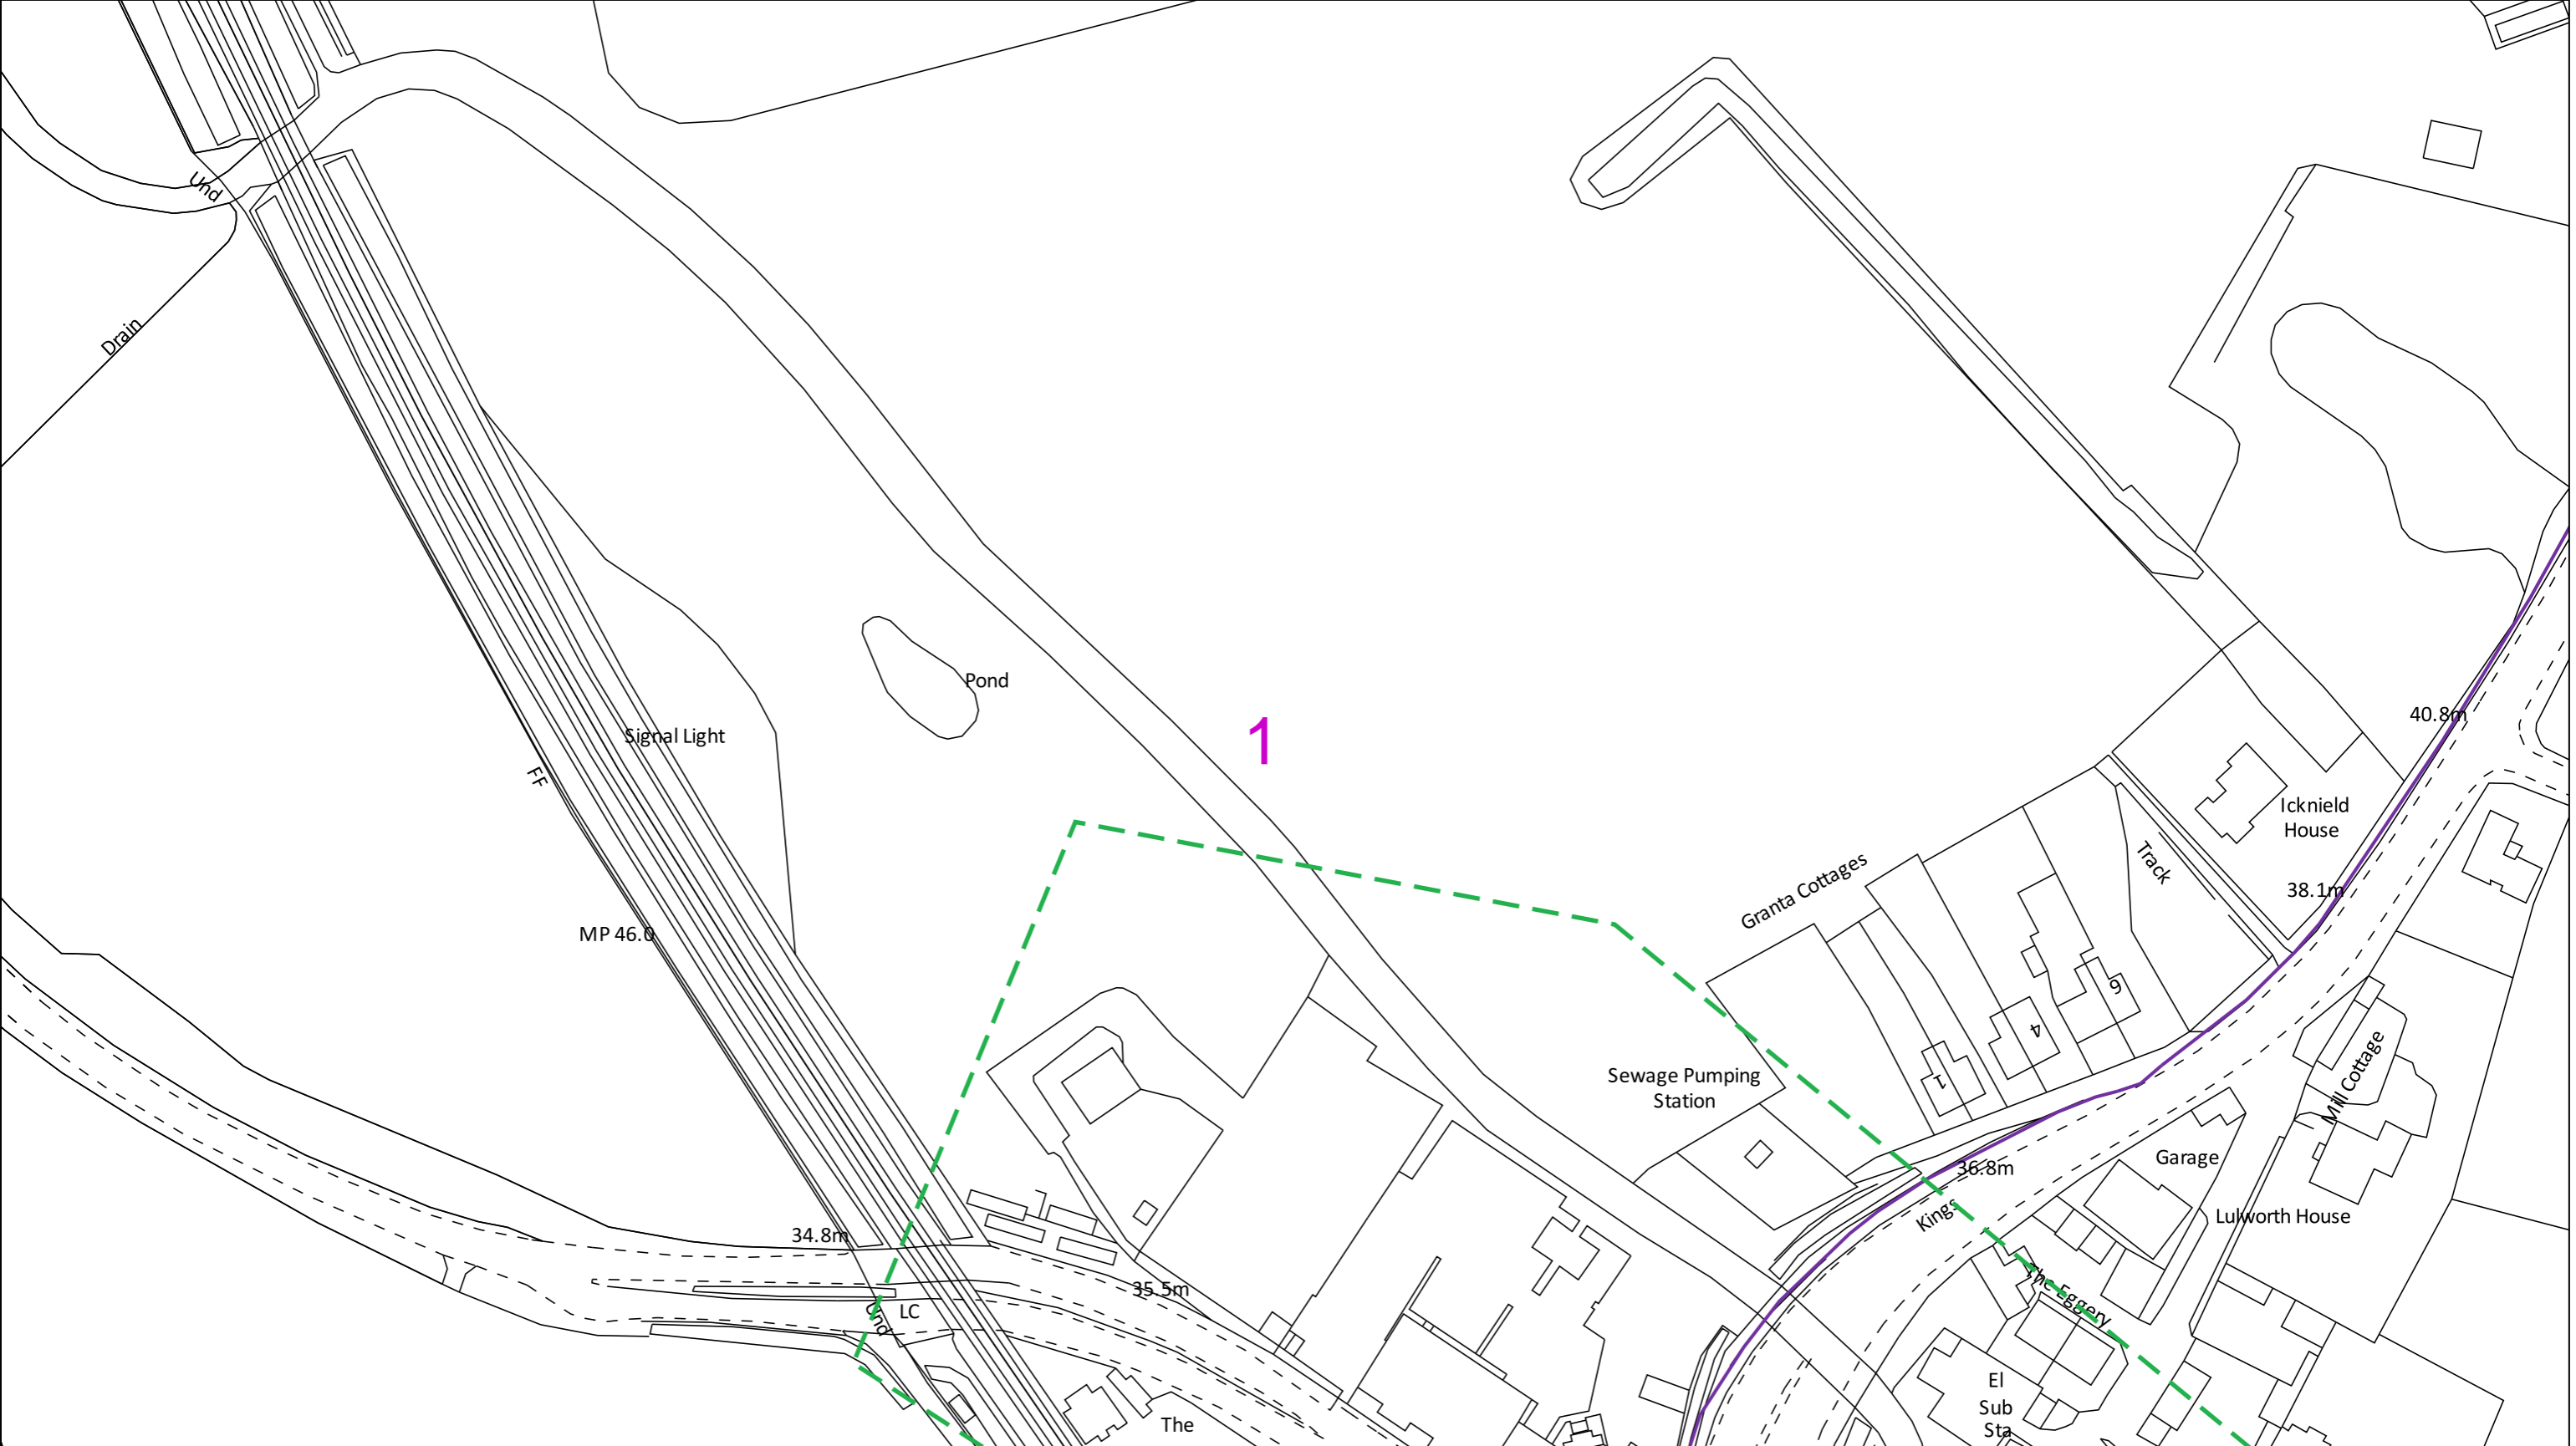 Und
Drain
Pond
1
Signal Light
FF
40.8m
Icknield
House
Track
38.1m
Granta Cottages
MP 46.0
6
4
1
Sewage Pumping
Station
Mill Cottage
Garage
36.8m
Kings
Lulworth House
34.8m
35.5m
LC
Und
The Eggery
El
Sub
Sta
The